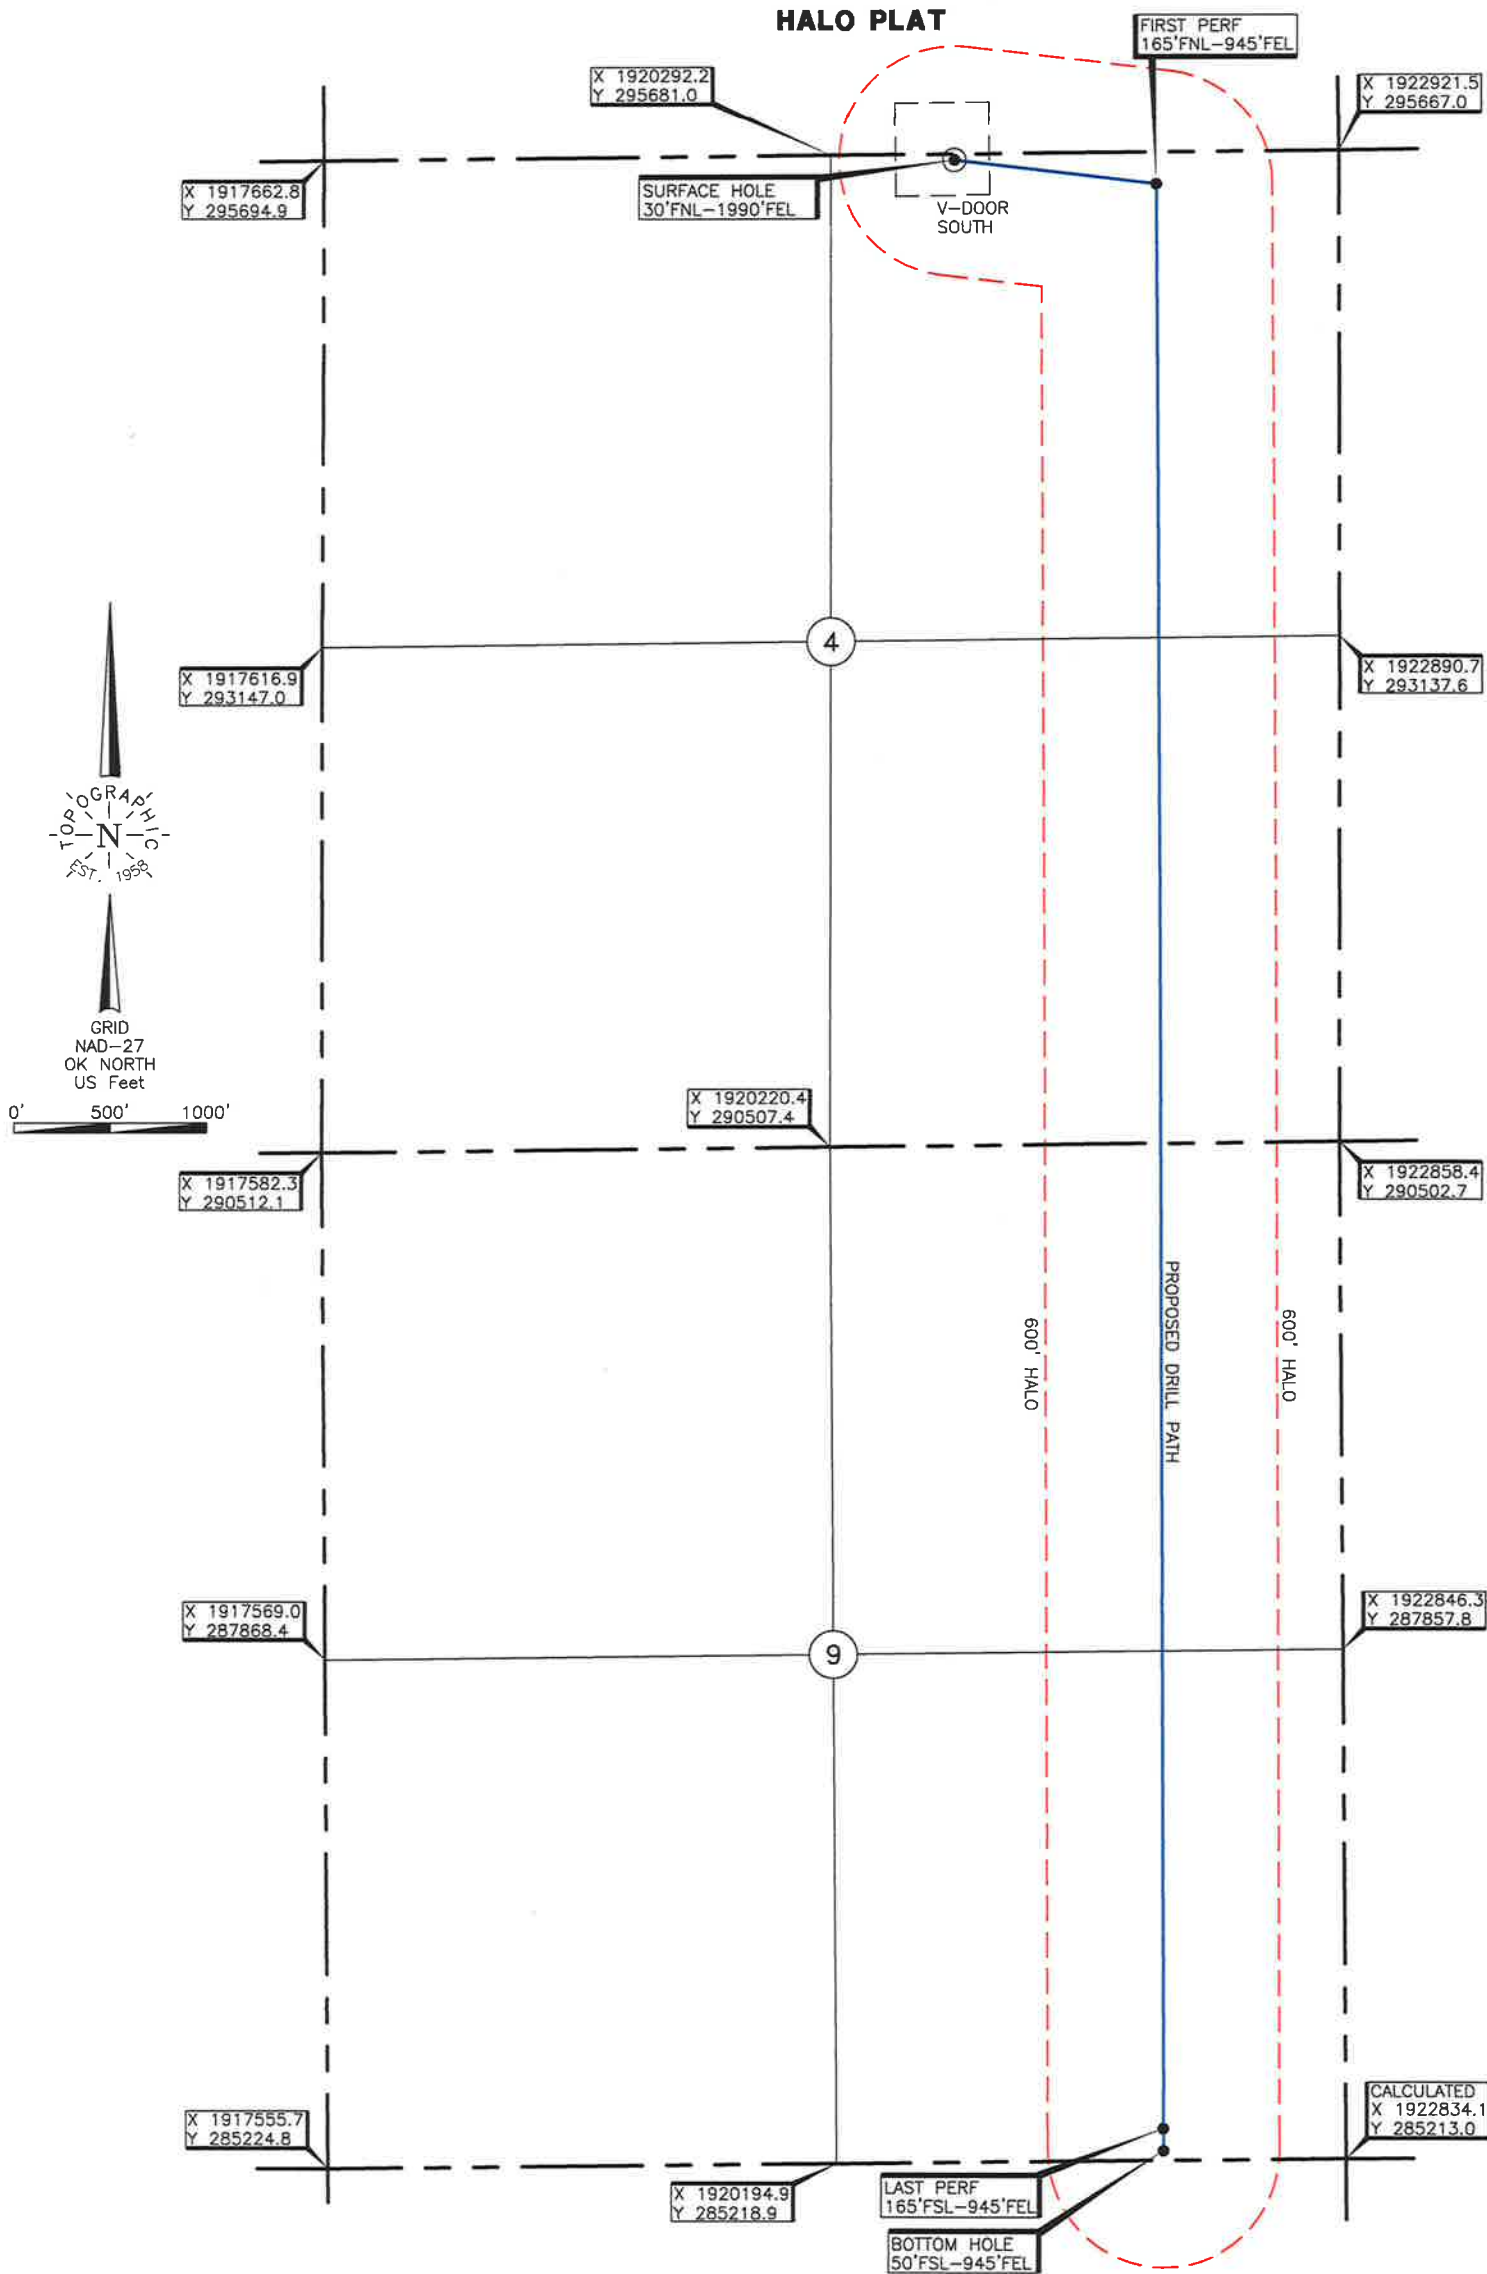 HALO PLAT
FIRST PERF
165'FNL-945'FEL
X 1920292.2
Y 295681.0
X 1922921.5
Y 295667.0
X 1917662.8
Y 295694.9
SURFACE HOLE
30'FNL-1990'FEL
V-DOOR
SOUTH
4
X 1917616.9
Y 293147.0
X 1922890.7
Y 293137.6
TOPOGRAPHIC
N
EST. 1958
GRID
NAD-27
OK NORTH
US Feet
0' 500' 1000'
X 1920220.4
Y 290507.4
X 1917582.3
Y 290512.1
X 1922858.4
Y 290502.7
PROPOSED DRILL PATH
600' HALO
600' HALO
X 1917569.0
Y 287868.4
X 1922846.3
Y 287857.8
9
X 1917555.7
Y 285224.8
CALCULATED
X 1922834.1
Y 285213.0
X 1920194.9
Y 285218.9
LAST PERF
165'FSL-945'FEL
BOTTOM HOLE
50'FSL-945'FEL